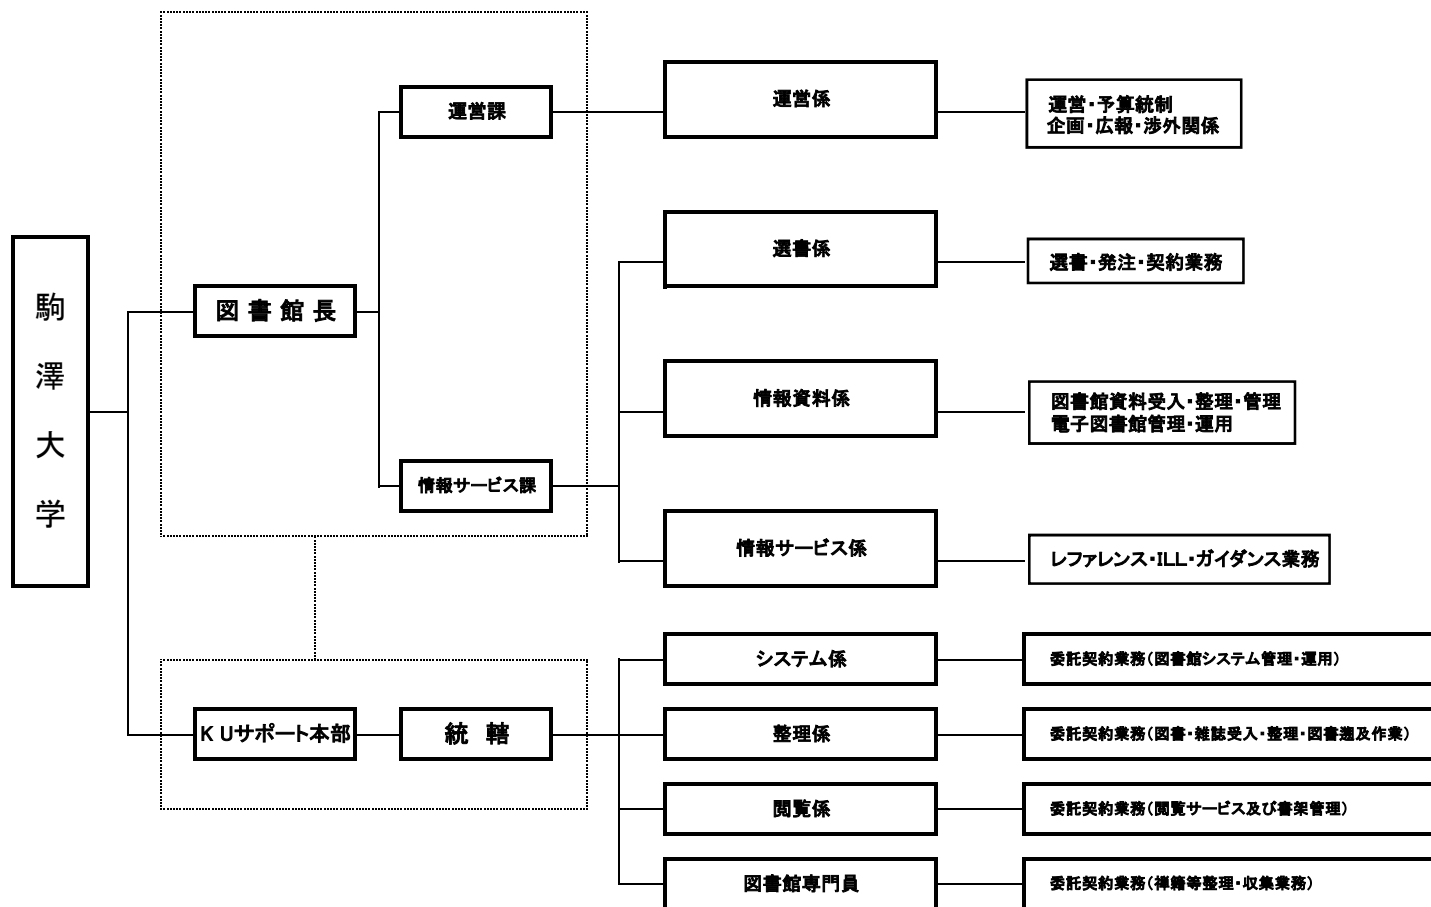 駒澤大学
図書館長
運営課
情報サービス課
運営係
運営・予算統制
企画・広報・渉外関係
選書係
選書・発注・契約業務
情報資料係
図書館資料受入・整理・管理
電子図書館管理・運用
情報サービス係
レファレンス・ILL・ガイダンス業務
KUサポート本部
統轄
システム係
委託契約業務(図書館システム管理・運用)
整理係
委託契約業務(図書・雑誌受入・整理・図書遡及作業)
閲覧係
委託契約業務(閲覧サービス及び書架管理)
図書館専門員
委託契約業務(禅籍等整理・収集業務)